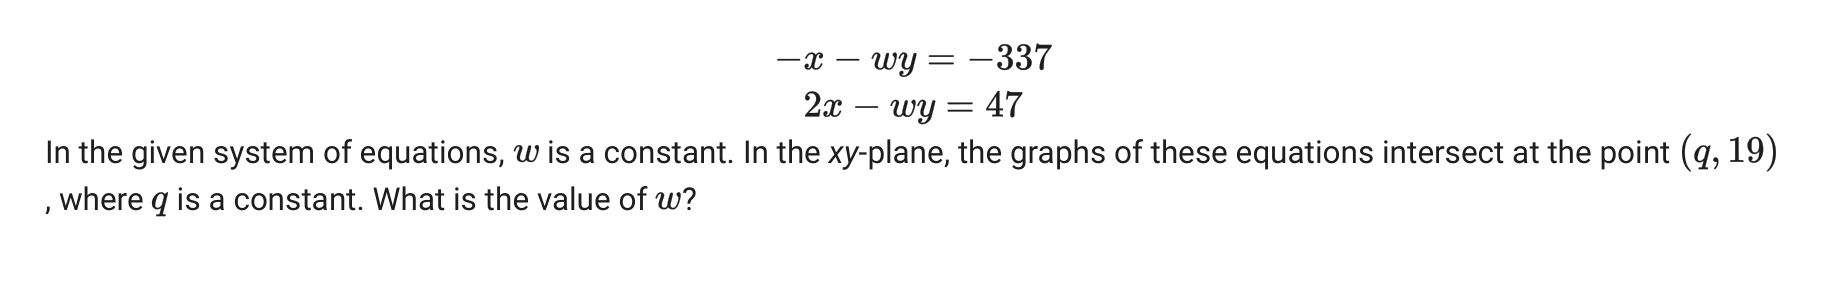 −x − wy = −337
2x − wy = 47
In the given system of equations, w is a constant. In the xy-plane, the graphs of these equations intersect at the point (q, 19)
, where q is a constant. What is the value of w?